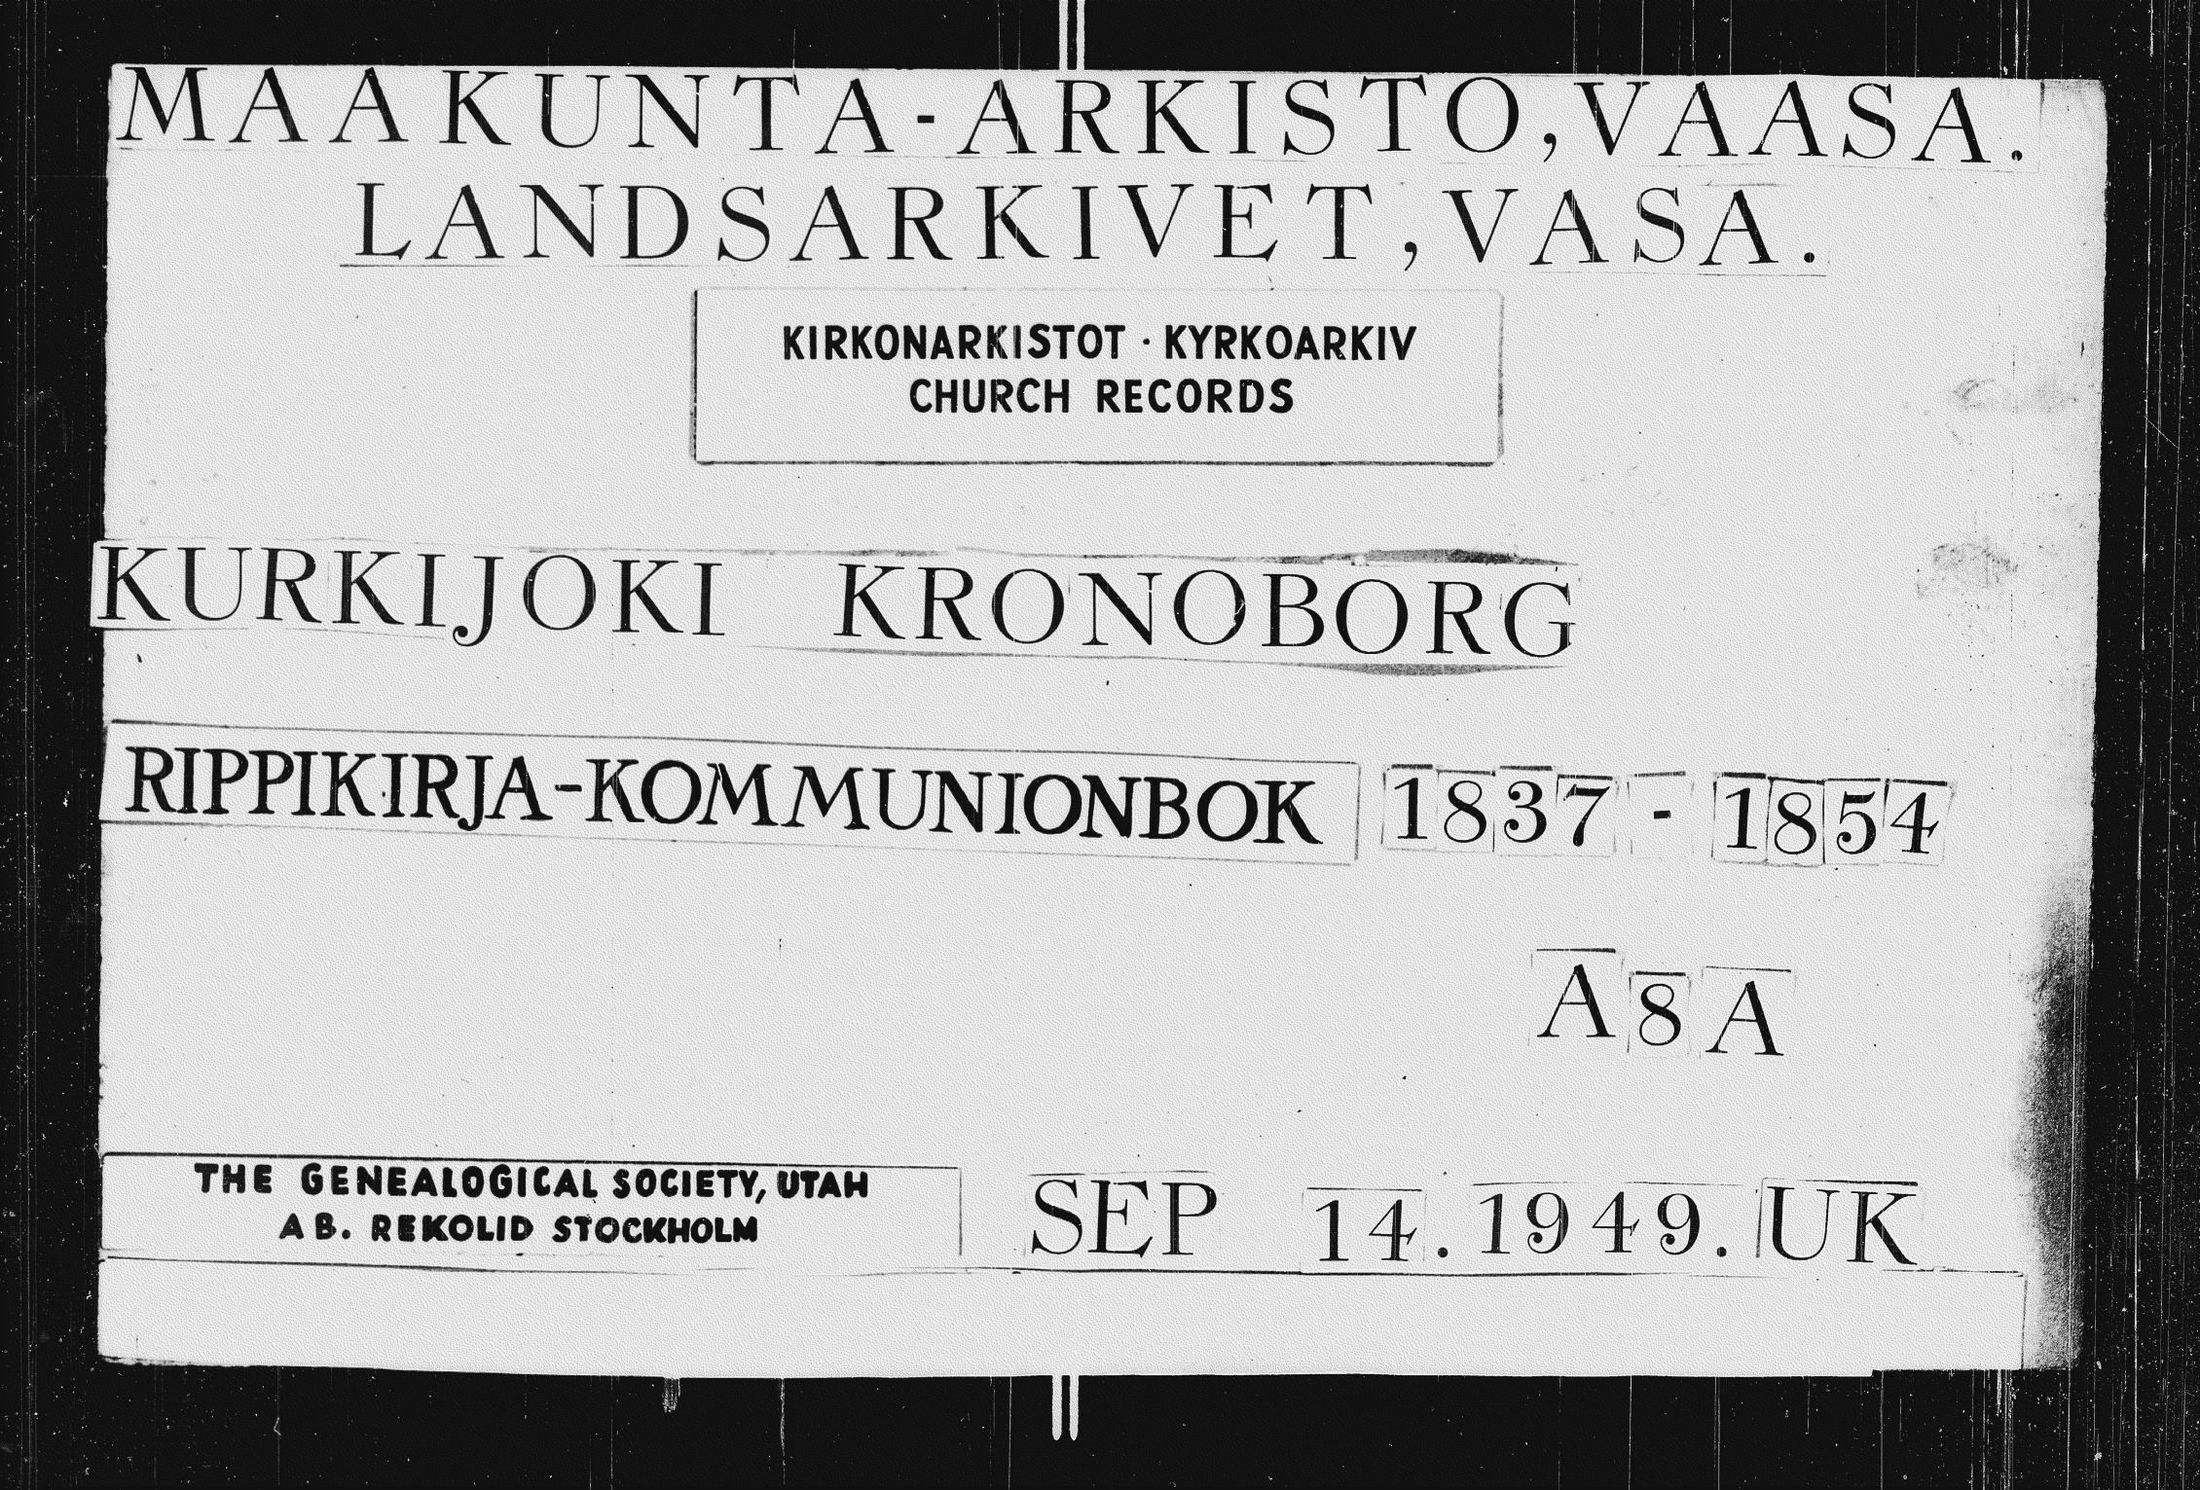 MAAKUNTA-ARKISTO, VAASA.
LANDSARKIVET, VASA.
KIRKONARKISTOT · KYRKOARKIV
CHURCH RECORDS
KURKIJOKI KRONOBORG
RIPPIKIRJA-KOMMUNIONBOK 1837 - 1854
A 8 A
THE GENEALOGICAL SOCIETY, UTAH
AB. REKOLID STOCKHOLM
SEP 14. 1949. UK